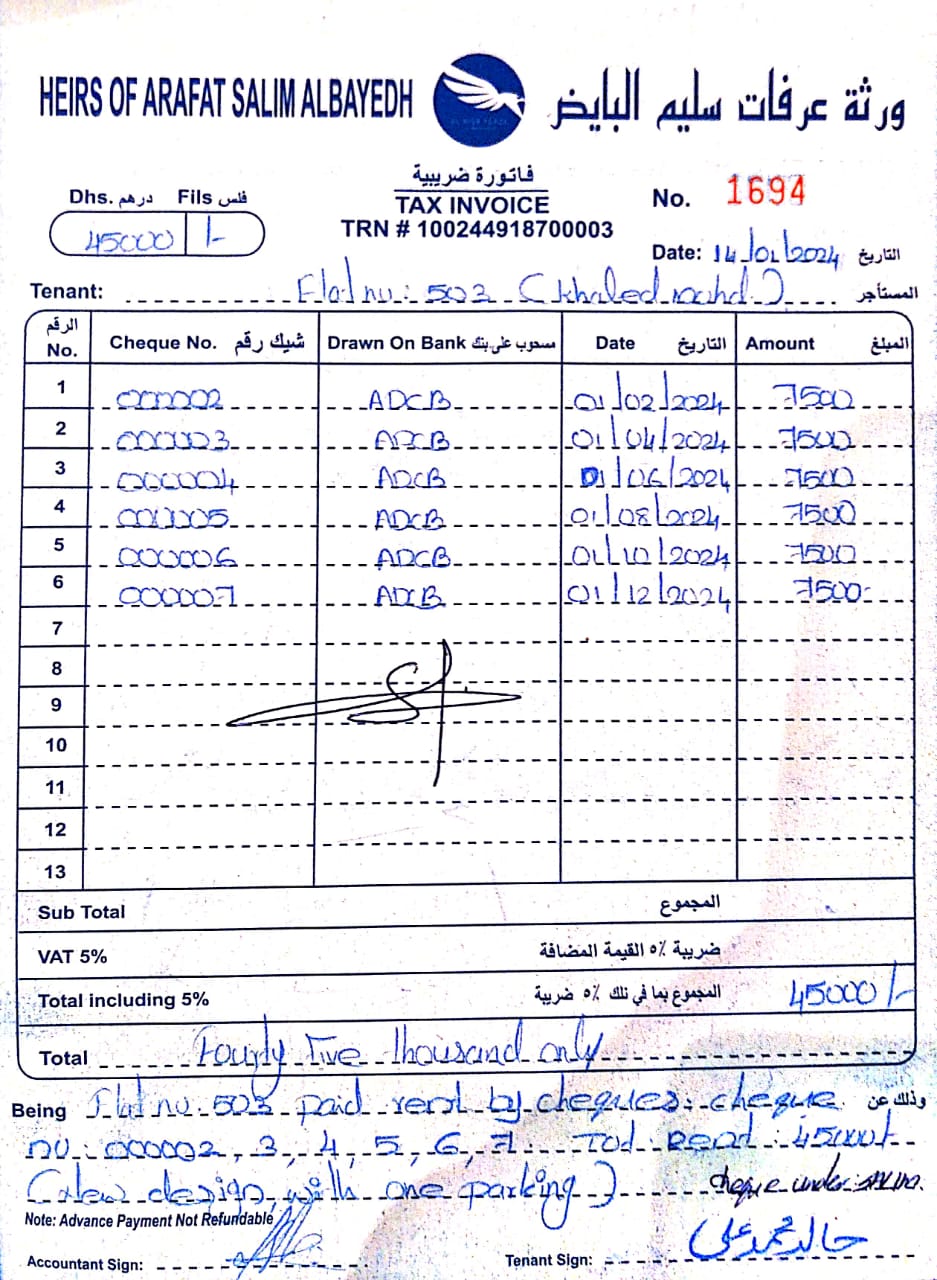 HEIRS OF ARAFAT SALIM ALBAYEDH ورثة عرفات سليم البايض
فاتورة ضريبية
Dhs. درهم Fils فلس TAX INVOICE No. 1694
45000 /- TRN # 100244918700003
Date: 14/01/2024 التاريخ
Tenant: Flat nu: 503 (khaled mohd) المستأجر
الرقم No. Cheque No. شيك رقم Drawn On Bank مسحوب على بنك Date التاريخ Amount المبلغ
1 000002 ADCB 01/02/2024 7500
2 000003 ADCB 01/04/2024 7500
3 000004 ADCB 01/06/2024 7500
4 000005 ADCB 01/08/2024 7500
5 000006 ADCB 01/10/2024 7500
6 000007 ADCB 01/12/2024 7500
7
8
9
10
11
12
13
Sub Total المجموع
VAT 5% ضريبة ٥٪ القيمة المضافة
Total including 5% المجموع بما في ذلك ٥٪ ضريبة 45000/-
Total Fourty Five thousand only
Being Flat nu: 503 paid rent by cheques: cheque وذلك عن
nu: 000002, 3, 4, 5, 6, 7: 45000/-
(New design with one parking) cheque under
Note: Advance Payment Not Refundable
Accountant Sign: Tenant Sign: خالد محمد علي